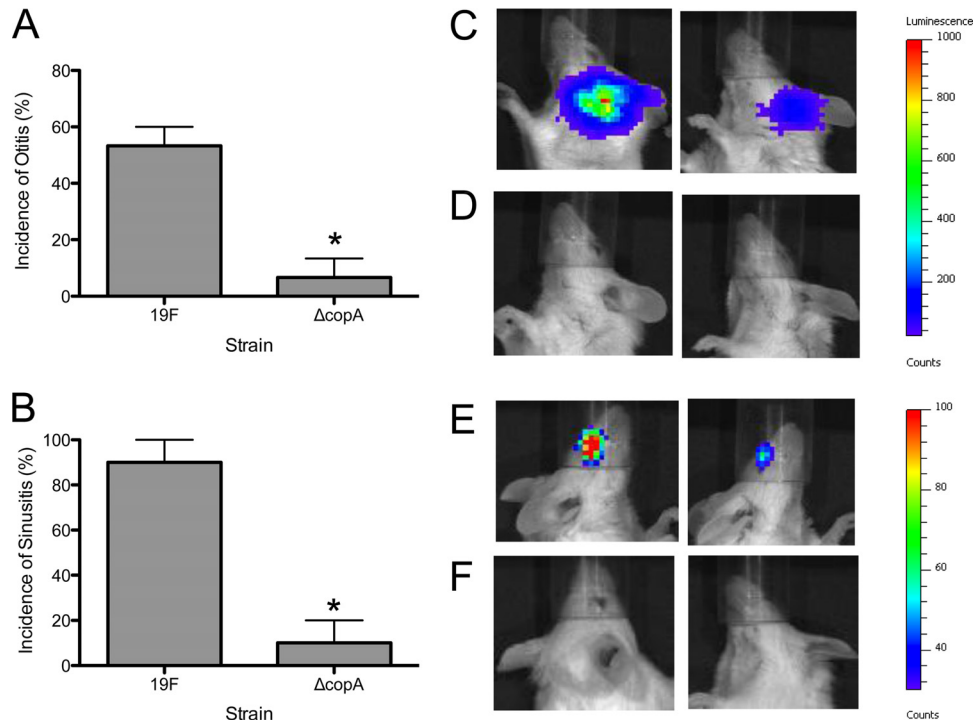 A
Incidence of Otitis (%)
80
60
40
20
0
*
19F
ΔcopA
Strain
B
Incidence of Sinusitis (%)
100
80
60
40
20
0
*
19F
ΔcopA
Strain
C
D
Luminescence
1000
800
600
400
200
Counts
E
F
100
80
60
40
Counts